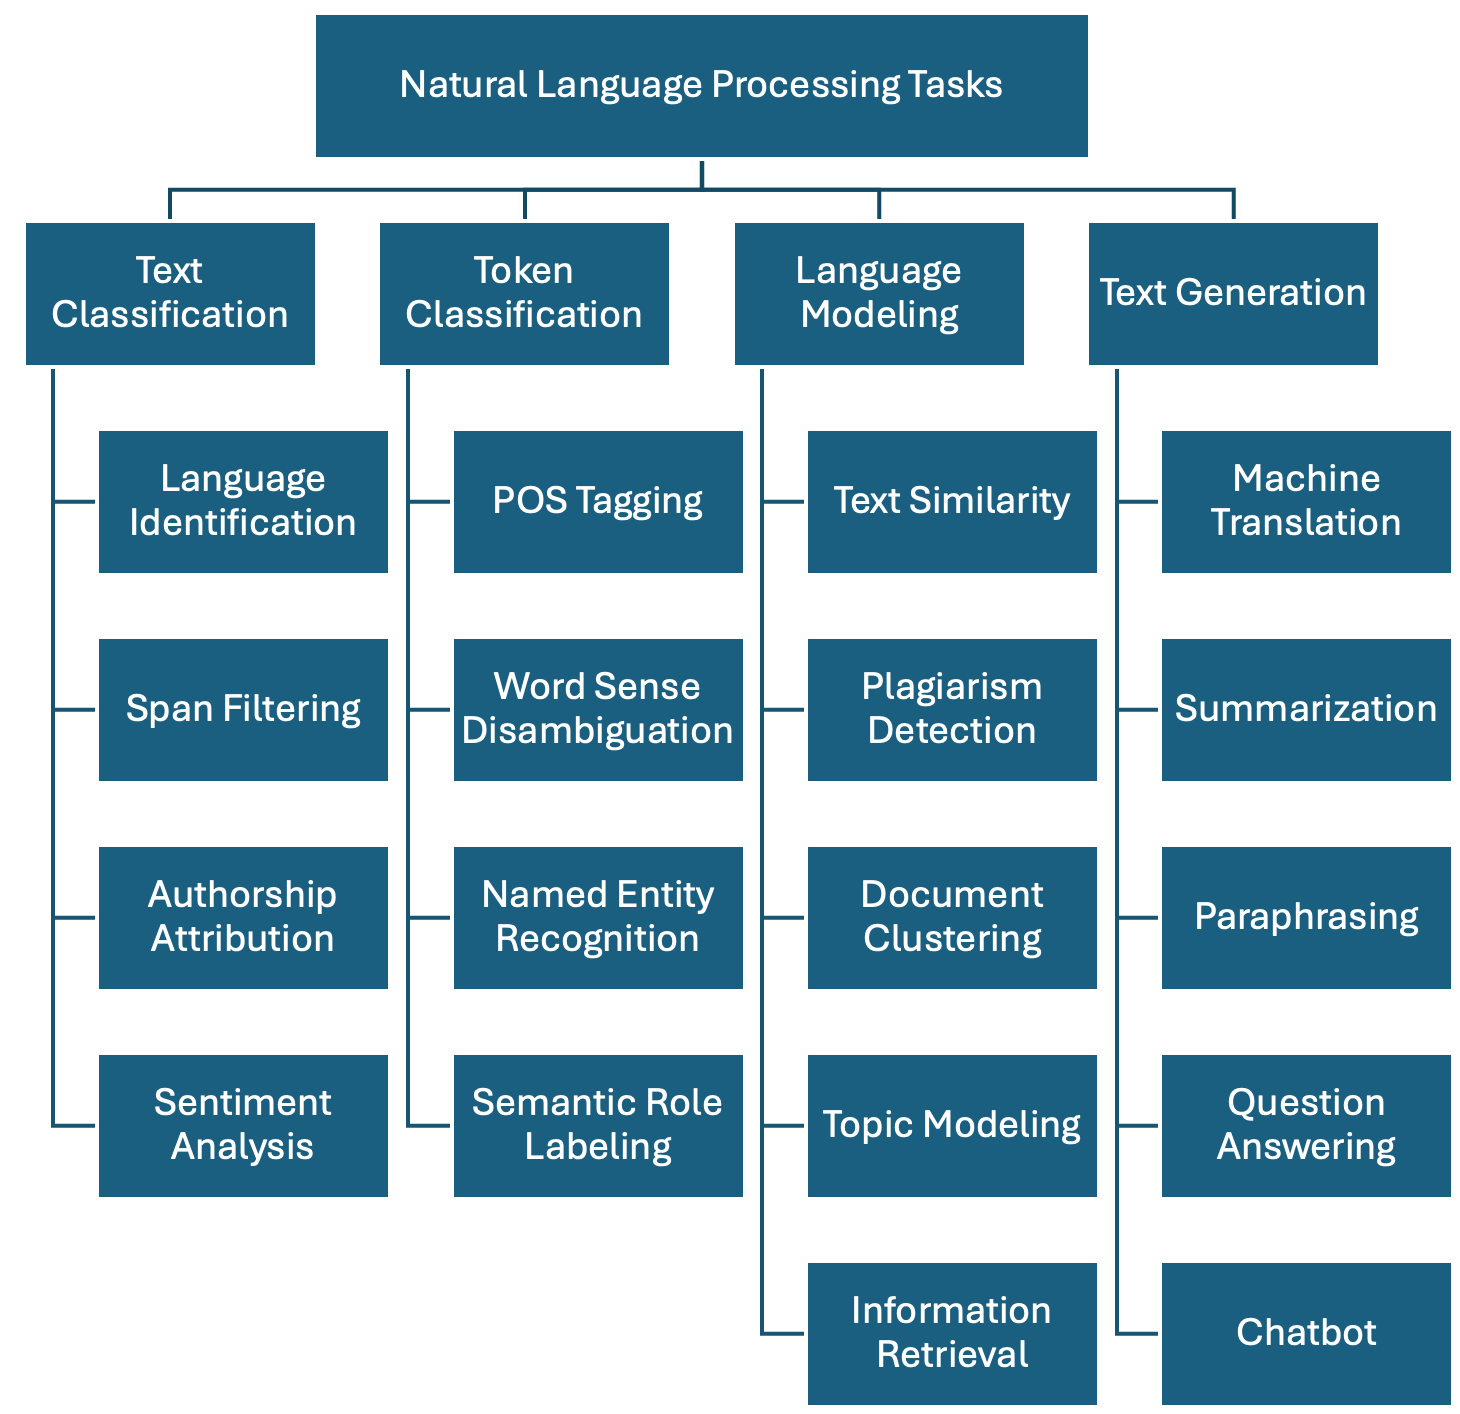 Natural Language Processing Tasks
Text
Classification
Token
Classification
Language
Modeling
Text Generation
Language
Identification
Span Filtering
Authorship
Attribution
Sentiment
Analysis
POS Tagging
Word Sense
Disambiguation
Named Entity
Recognition
Semantic Role
Labeling
Text Similarity
Plagiarism
Detection
Document
Clustering
Topic Modeling
Information
Retrieval
Machine
Translation
Summarization
Paraphrasing
Question
Answering
Chatbot